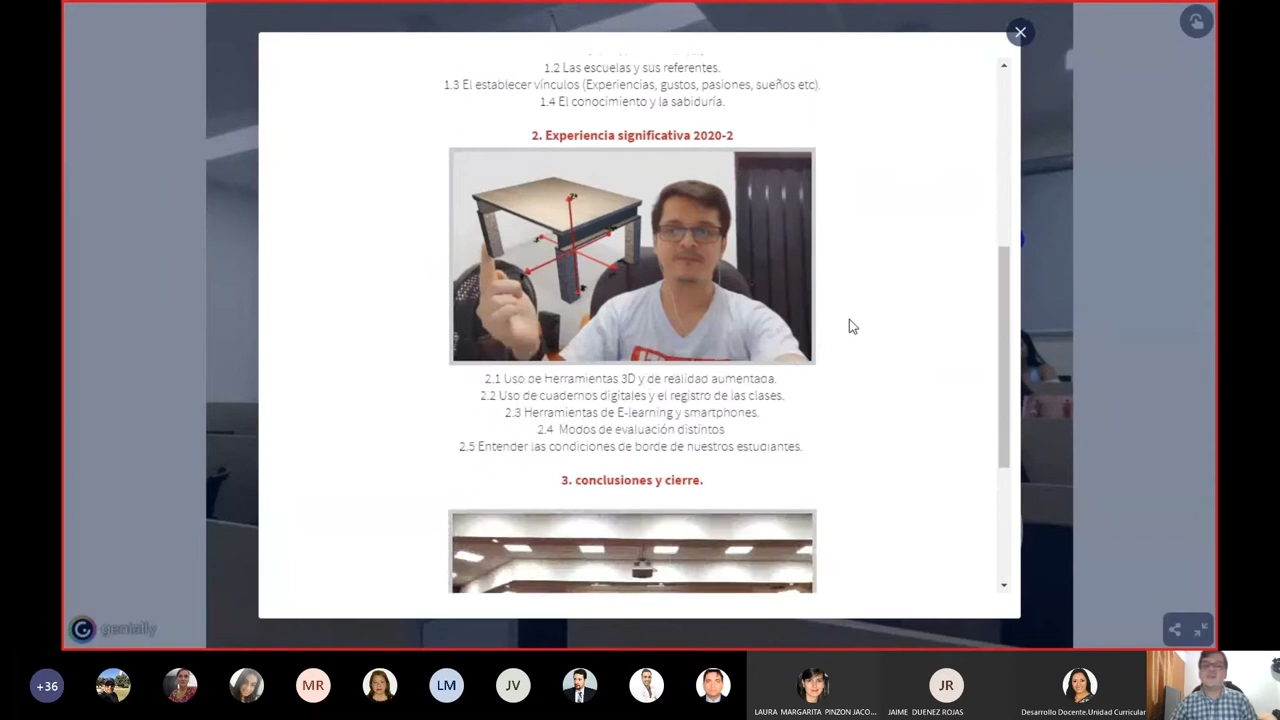 1.2 Las escuelas y sus referentes.
1.3 El establecer vínculos (Experiencias, gustos, pasiones, sueños etc).
1.4 El conocimiento y la sabiduría.
2. Experiencia significativa 2020-2
2.1 Uso de Herramientas 3D y de realidad aumentada.
2.2 Uso de cuadernos digitales y el registro de las clases.
2.3 Herramientas de E-learning y smartphones.
2.4 Modos de evaluación distintos
2.5 Entender las condiciones de borde de nuestros estudiantes.
3. conclusiones y cierre.
genially
+36
MR
LM
JV
JR
LAURA MARGARITA PINZON JACO...
JAIME DUENEZ ROJAS
Desarrollo Docente.Unidad Curricular